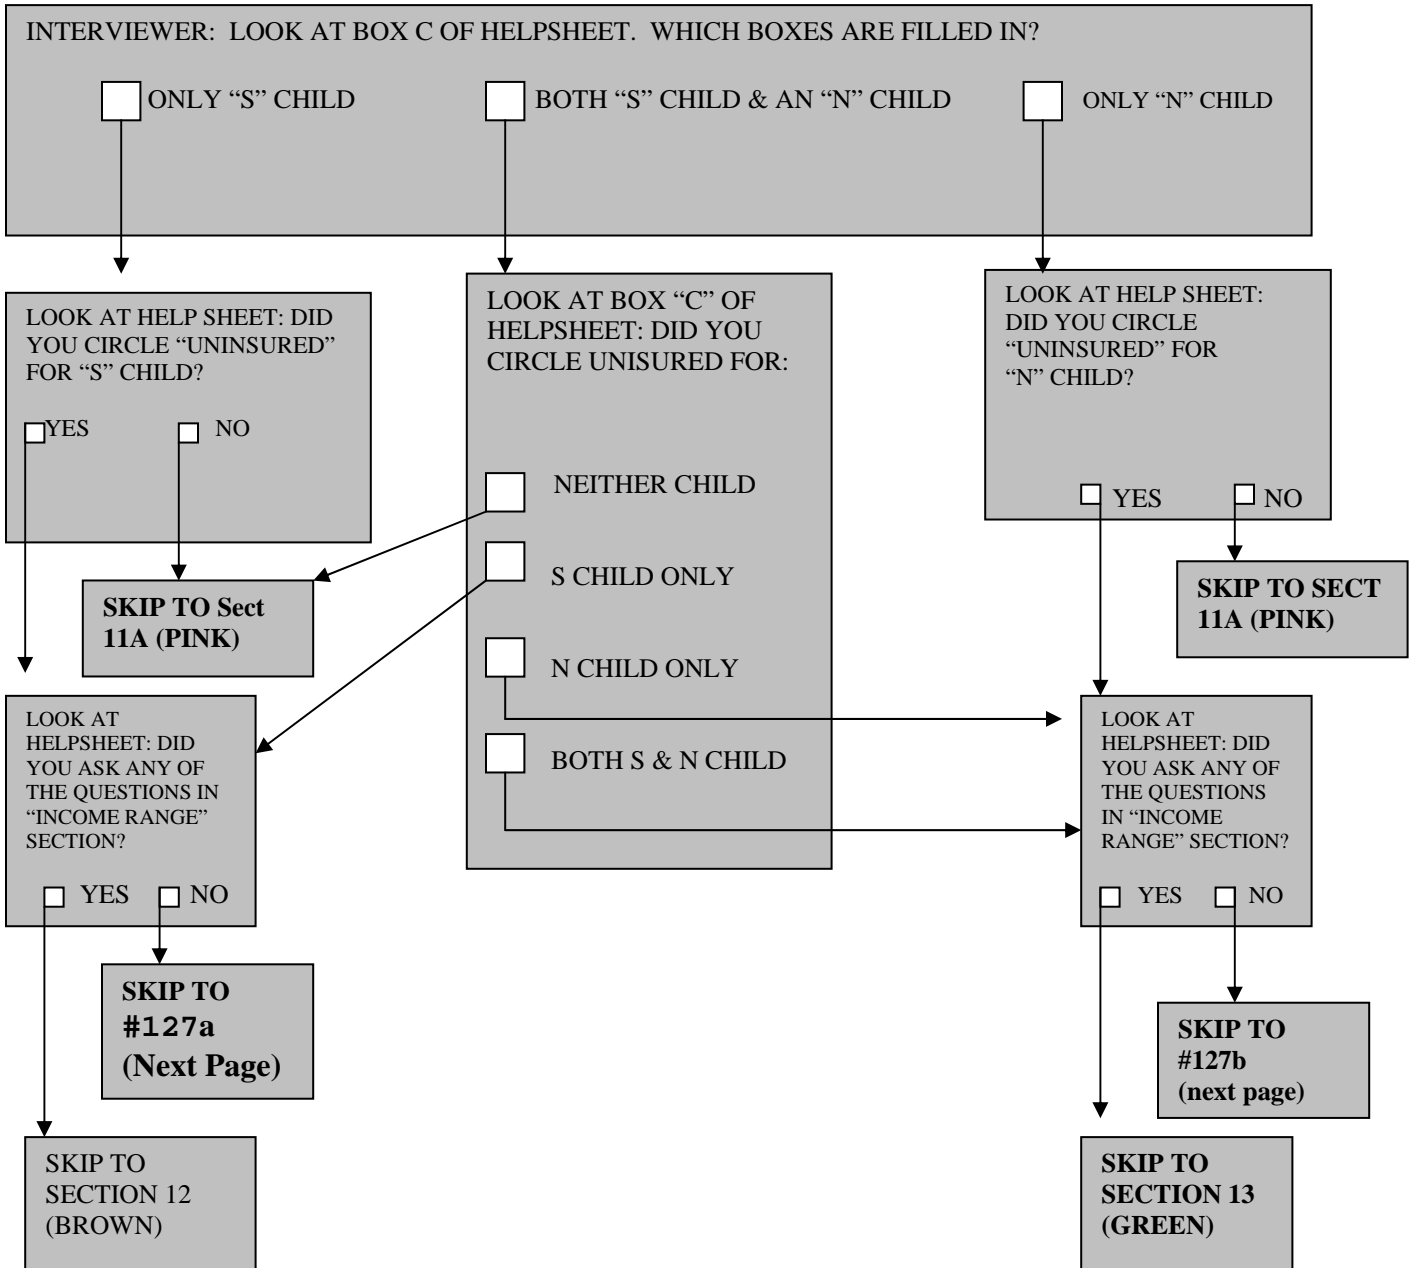 INTERVIEWER: LOOK AT BOX C OF HELPSHEET. WHICH BOXES ARE FILLED IN?
ONLY “S” CHILD
BOTH “S” CHILD & AN “N” CHILD
ONLY “N” CHILD
LOOK AT HELP SHEET: DID
YOU CIRCLE “UNINSURED”
FOR “S” CHILD?
YES
NO
SKIP TO Sect
11A (PINK)
LOOK AT
HELPSHEET: DID
YOU ASK ANY OF
THE QUESTIONS IN
“INCOME RANGE”
SECTION?
YES
NO
SKIP TO
#127a
(Next Page)
SKIP TO
SECTION 12
(BROWN)
LOOK AT BOX “C” OF
HELPSHEET: DID YOU
CIRCLE UNISURED FOR:
NEITHER CHILD
S CHILD ONLY
N CHILD ONLY
BOTH S & N CHILD
LOOK AT HELP SHEET:
DID YOU CIRCLE
“UNINSURED” FOR
“N” CHILD?
YES
NO
SKIP TO SECT
11A (PINK)
LOOK AT
HELPSHEET: DID
YOU ASK ANY OF
THE QUESTIONS
IN “INCOME
RANGE” SECTION?
YES
NO
SKIP TO
#127b
(next page)
SKIP TO
SECTION 13
(GREEN)